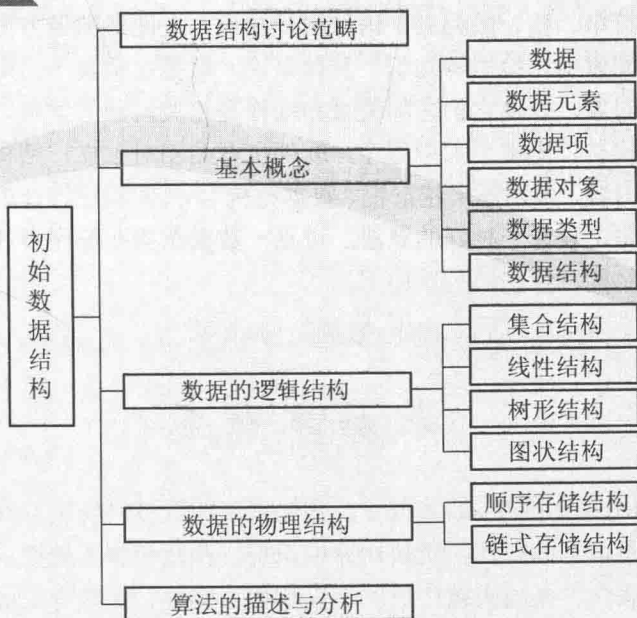 数据结构讨论范畴
数据
数据元素
数据项
基本概念
数据对象
数据类型
数据结构
初始数据结构
集合结构
线性结构
数据的逻辑结构
树形结构
图状结构
顺序存储结构
数据的物理结构
链式存储结构
算法的描述与分析